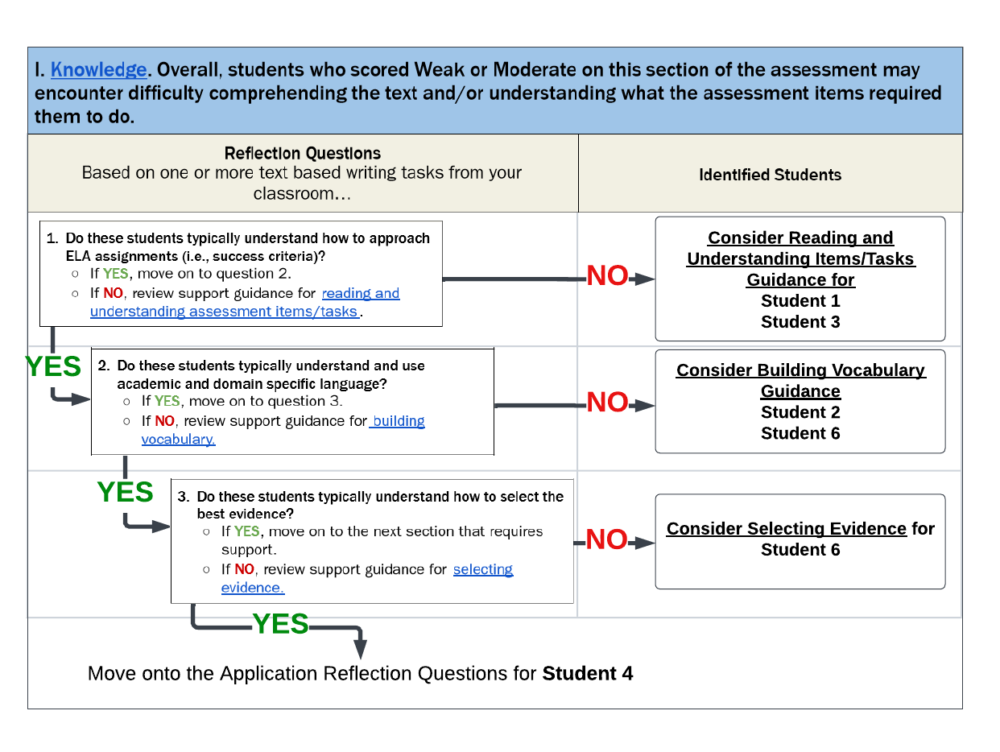 I. Knowledge. Overall, students who scored Weak or Moderate on this section of the assessment may
encounter difficulty comprehending the text and/or understanding what the assessment items required
them to do.
Reflection Questions
Based on one or more text based writing tasks from your
classroom…
Identified Students
1. Do these students typically understand how to approach
ELA assignments (i.e., success criteria)?
○ If YES, move on to question 2.
○ If NO, review support guidance for reading and
understanding assessment items/tasks .
NO
Consider Reading and
Understanding Items/Tasks
Guidance for
Student 1
Student 3
YES
2. Do these students typically understand and use
academic and domain specific language?
○ If YES, move on to question 3.
○ If NO, review support guidance for building
vocabulary.
NO
Consider Building Vocabulary
Guidance
Student 2
Student 6
YES
3. Do these students typically understand how to select the
best evidence?
○ If YES, move on to the next section that requires
support.
○ If NO, review support guidance for selecting
evidence.
NO
Consider Selecting Evidence for
Student 6
YES
Move onto the Application Reflection Questions for Student 4